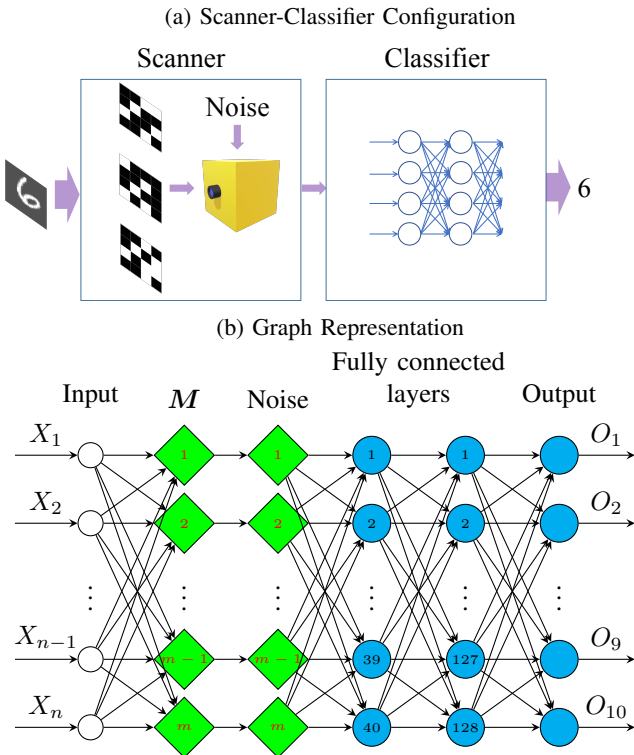 (a) Scanner-Classifier Configuration
Scanner Classifier
Noise
6 6
(b) Graph Representation
Fully connected
Input M Noise layers Output
X₁ 1 1 1 1 O₁
X₂ 2 2 2 2 O₂
⋮ ⋮ ⋮ ⋮ ⋮ ⋮
Xₙ₋₁ m − 1 m − 1 39 127 O₉
Xₙ m m 40 128 O₁₀